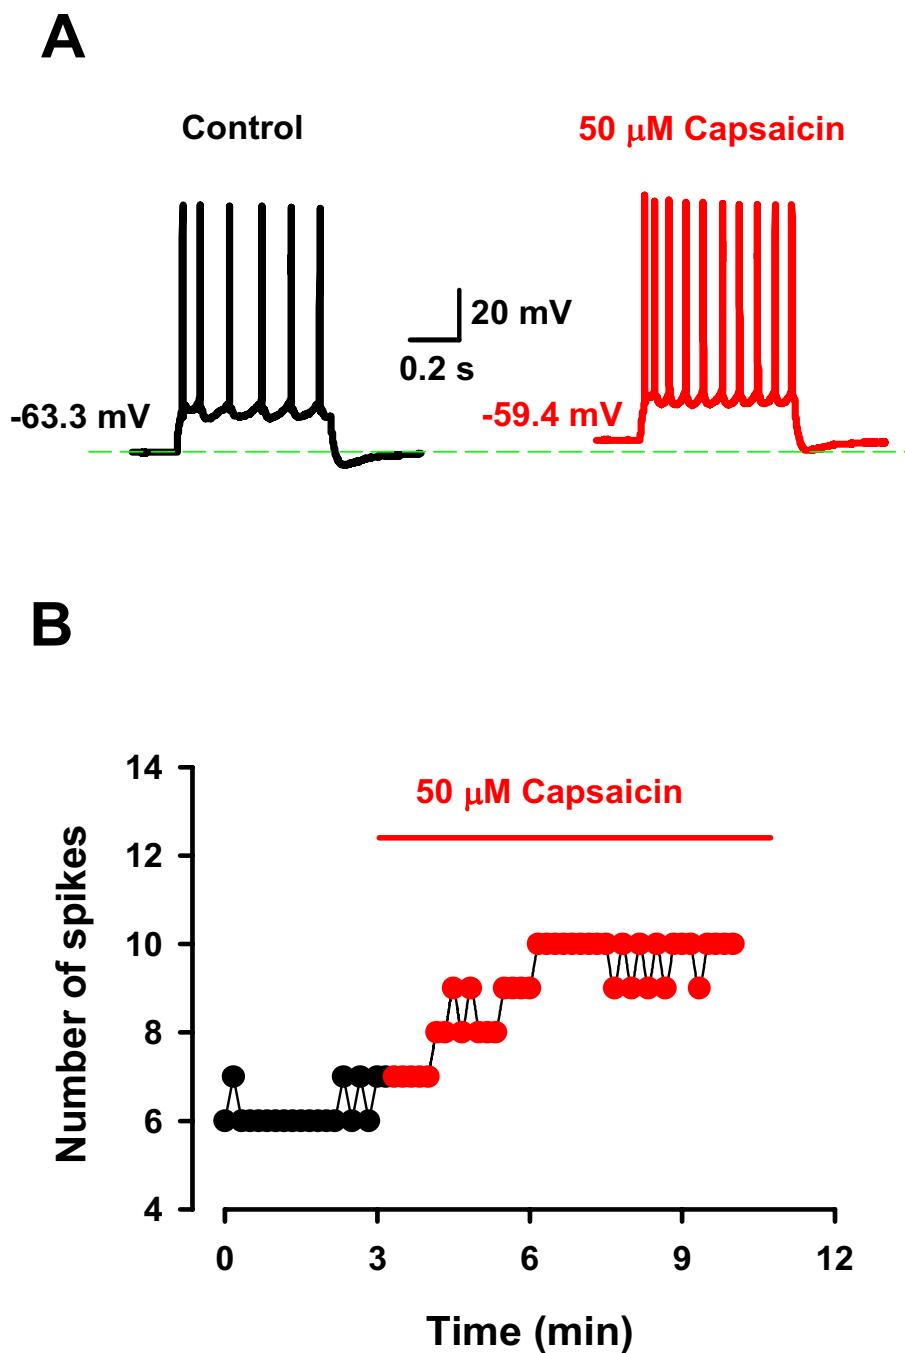 A
Control
50 μM Capsaicin
20 mV
0.2 s
-63.3 mV
-59.4 mV
B
14
12
10
8
6
4
50 μM Capsaicin
Number of spikes
0 3 6 9 12
Time (min)